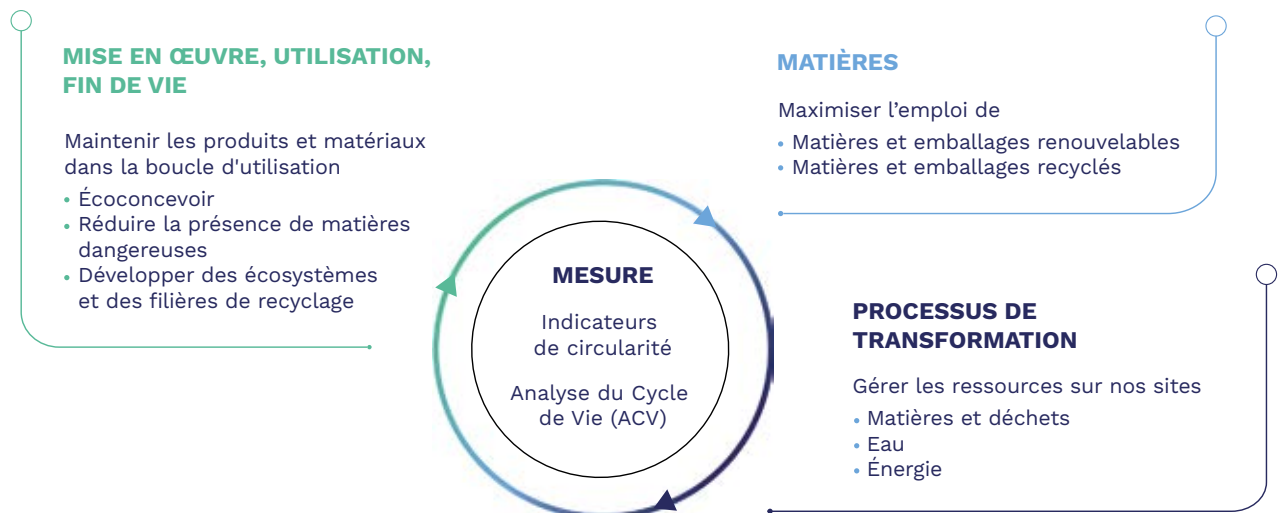 MISE EN ŒUVRE, UTILISATION,
FIN DE VIE
Maintenir les produits et matériaux
dans la boucle d'utilisation
• Écoconcevoir
• Réduire la présence de matières
dangereuses
• Développer des écosystèmes
et des filières de recyclage
MATIÈRES
Maximiser l’emploi de
• Matières et emballages renouvelables
• Matières et emballages recyclés
MESURE
Indicateurs
de circularité
Analyse du Cycle
de Vie (ACV)
PROCESSUS DE
TRANSFORMATION
Gérer les ressources sur nos sites
• Matières et déchets
• Eau
• Énergie